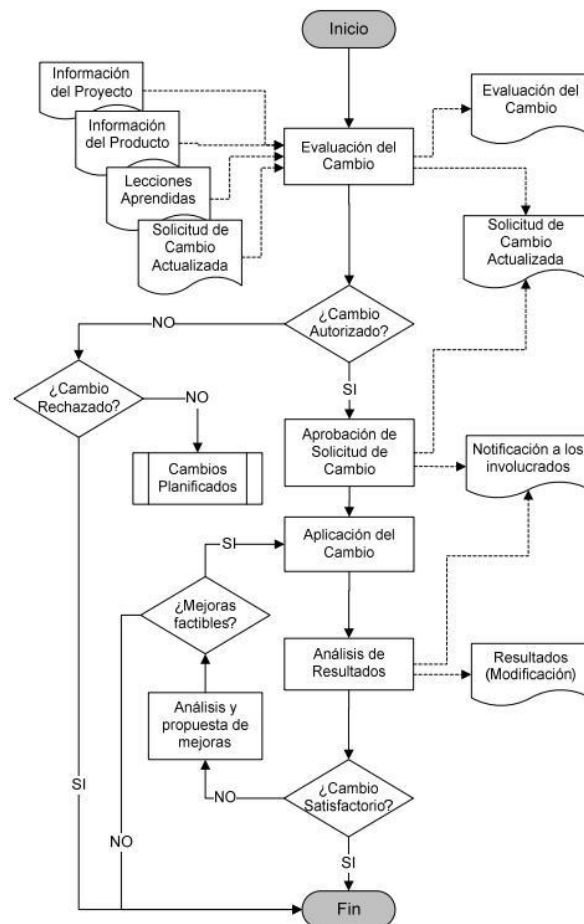 Inicio
Información
del Proyecto
Información
del Producto
Lecciones
Aprendidas
Solicitud de
Cambio
Actualizada
Evaluación del
Cambio
Evaluación del
Cambio
Solicitud de
Cambio
Actualizada
¿Cambio
Autorizado?
NO
SI
¿Cambio
Rechazado?
NO
Cambios
Planificados
Aprobación de
Solicitud de
Cambio
Notificación a los
involucrados
Aplicación del
Cambio
SI
¿Mejoras
factibles?
Análisis de
Resultados
Resultados
(Modificación)
Análisis y
propuesta de
mejoras
¿Cambio
Satisfactorio?
NO
SI
NO
SI
Fin